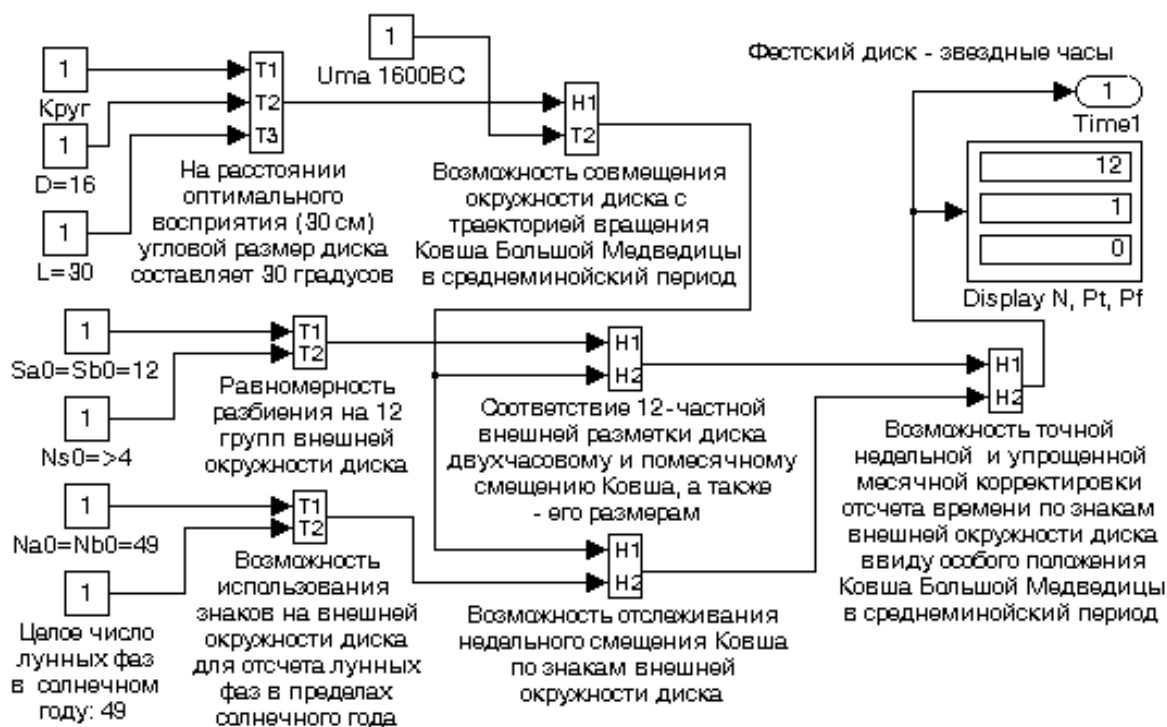 1
Круг
1
D=16
1
L=30
T1
T2
T3
На расстоянии
оптимального
восприятия (30 см)
угловой размер диска
составляет 30 градусов
1
Uma 1600BC
H1
T2
Возможность совмещения
окружности диска с
траекторией вращения
Ковша Большой Медведицы
в среднеминойский период
Фестский диск - звездные часы
1
Time1
12
1
0
Display N, Pt, Pf
1
Sa0=Sb0=12
1
Ns0=>4
T1
T2
Равномерность
разбиения на 12
групп внешней
окружности диска
H1
H2
Соответствие 12-частной
внешней разметки диска
двухчасовому и помесячному
смещению Ковша, а также
- его размерам
H1
H2
Возможность точной
недельной и упрощенной
месячной корректировки
отсчета времени по знакам
внешней окружности диска
ввиду особого положения
Ковша Большой Медведицы
в среднеминойский период
1
Na0=Nb0=49
1
Целое число
лунных фаз
в солнечном
году: 49
T1
T2
Возможность
использования
знаков на внешней
окружности диска
для отсчета лунных
фаз в пределах
солнечного года
H1
H2
Возможность отслеживания
недельного смещения Ковша
по знакам внешней
окружности диска